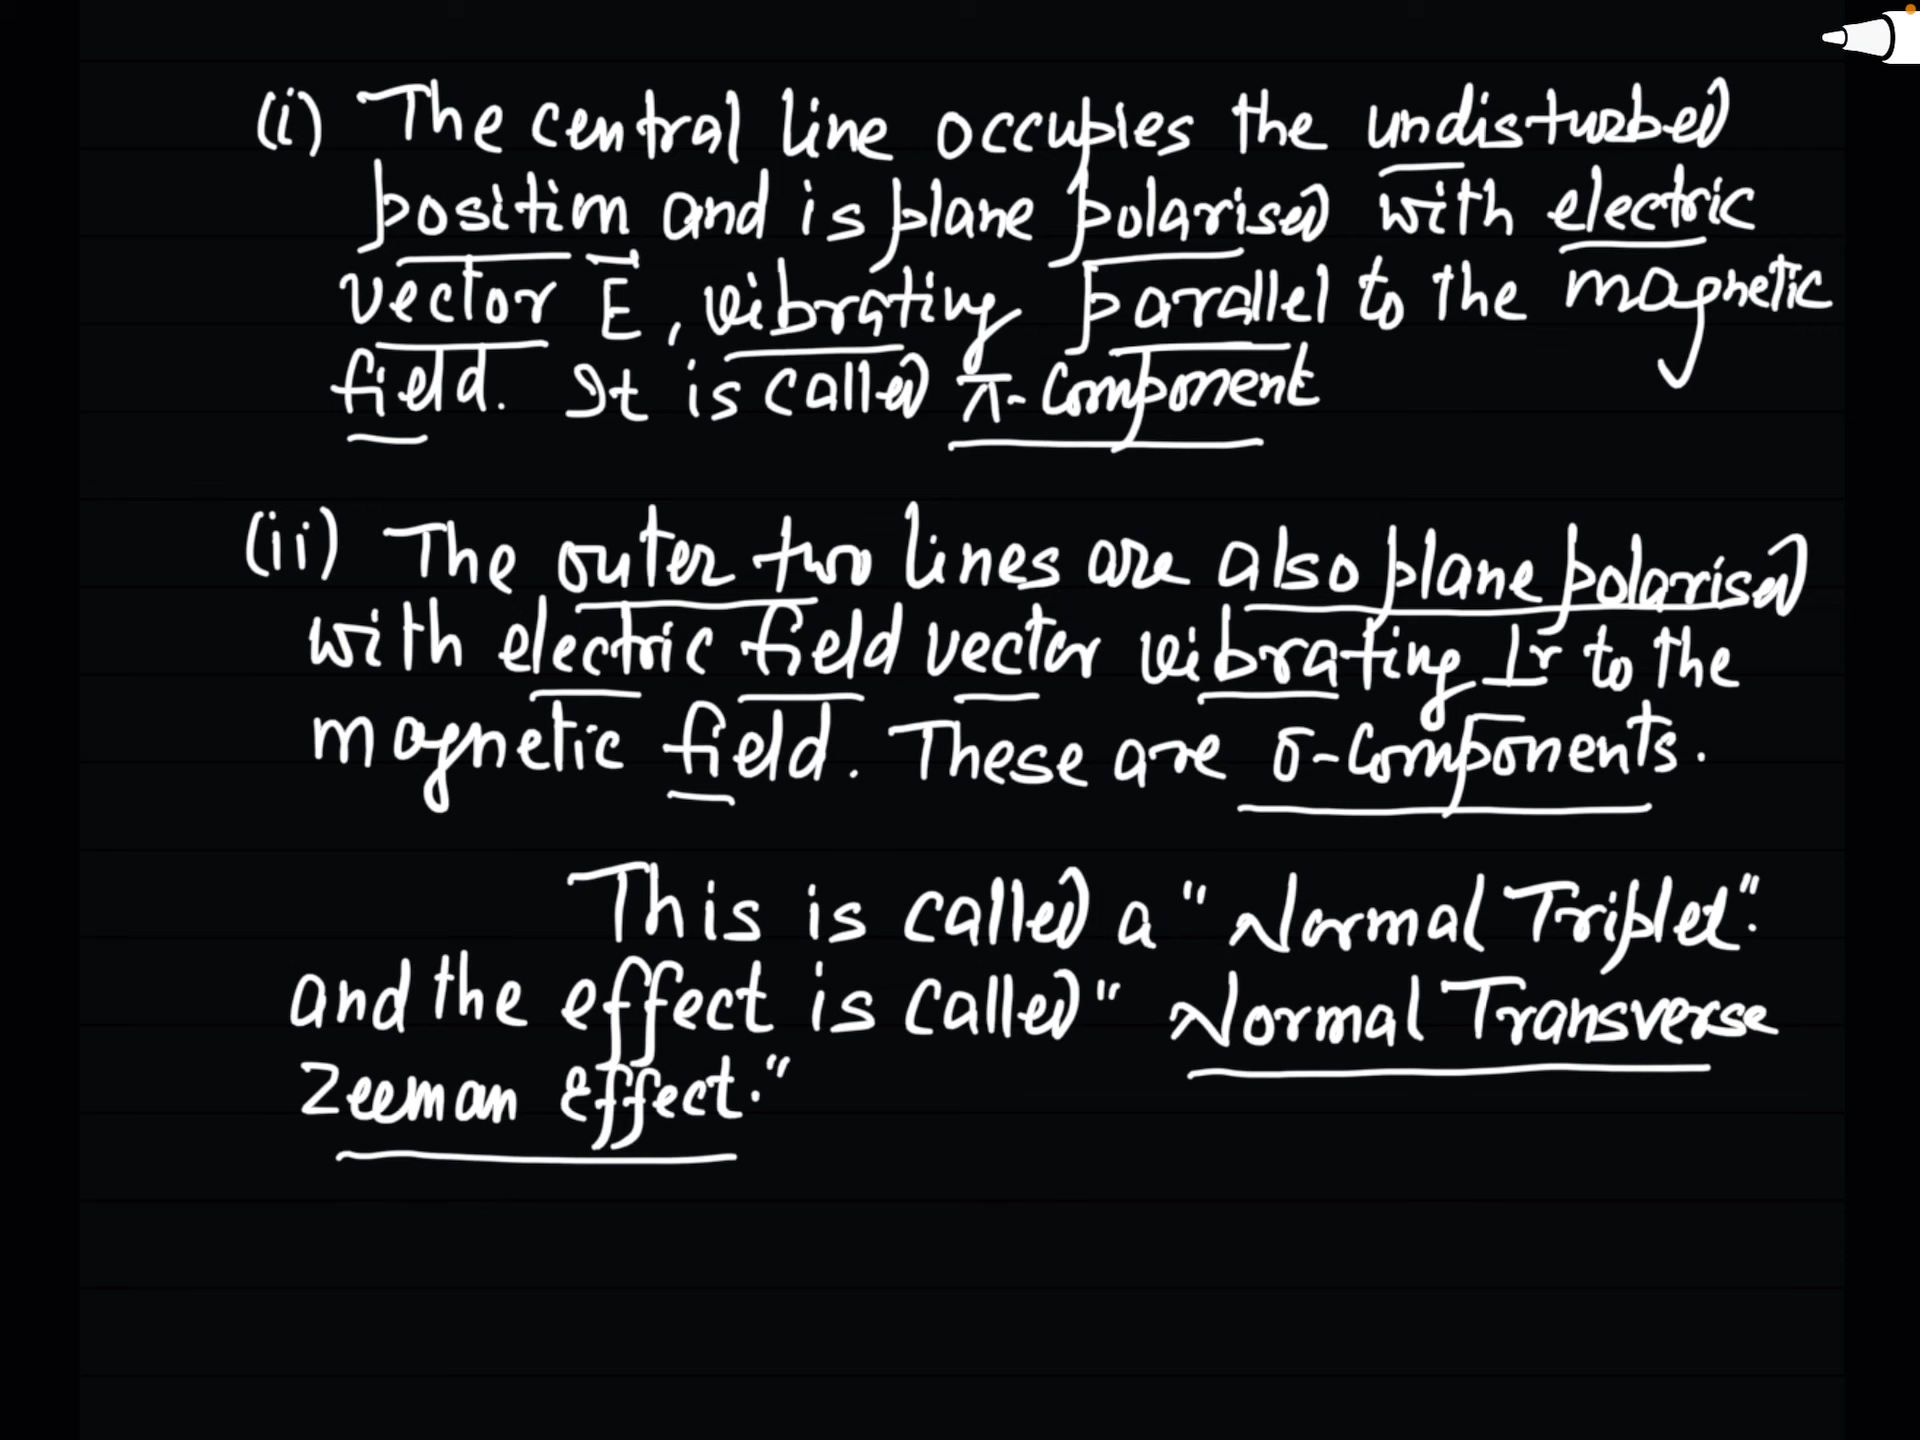 (i) The central line occupies the undisturbed
position and is plane polarised with electric
vector E⃗, vibrating parallel to the magnetic
field. It is called π-Component
(ii) The outer two lines are also plane polarised
with electric field vector vibrating ⊥r to the
magnetic field. These are σ-Components.
This is called a "Normal Triplet".
and the effect is called "Normal Transverse
Zeeman effect."